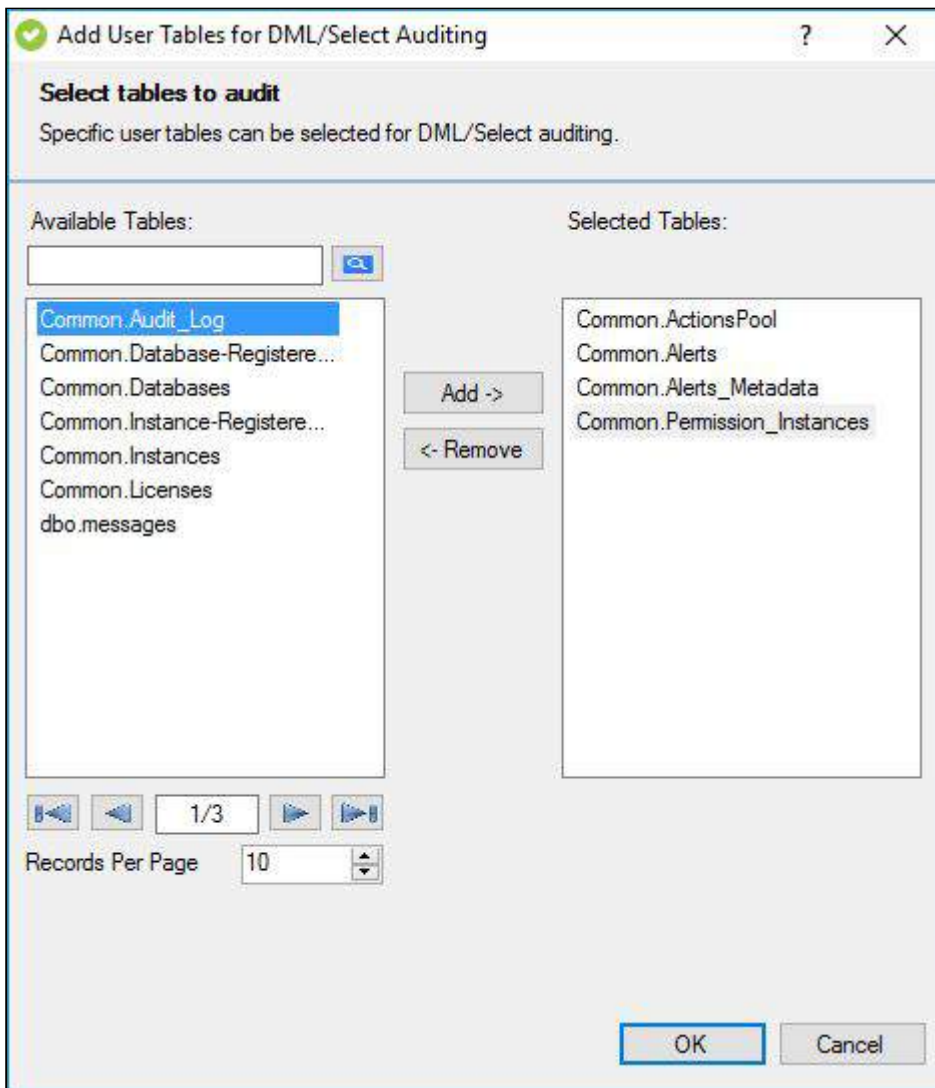 Add User Tables for DML/Select Auditing
?
Select tables to audit
Specific user tables can be selected for DML/Select auditing.
Available Tables:
Common.Audit_Log
Common.Database-Registere...
Common.Databases
Common.Instance-Registere...
Common.Instances
Common.Licenses
dbo.messages
1/3
Records Per Page 10
Add ->
<- Remove
Selected Tables:
Common.ActionsPool
Common.Alerts
Common.Alerts_Metadata
Common.Permission_Instances
OK
Cancel